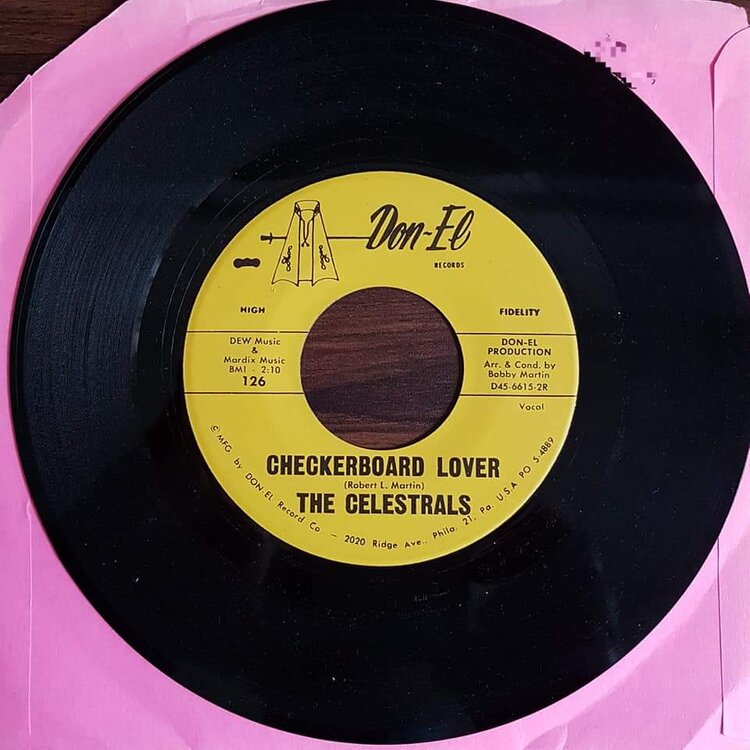 Don-El
RECORDS
HIGH
FIDELITY
DEW Music
&
Mardix Music
BMI - 2:10
126
DON-EL
PRODUCTION
Arr. & Cond. by
Bobby Martin
D45-6615-2R
Vocal
CHECKERBOARD LOVER
(Robert L. Martin)
THE CELESTRALS
© MFG. by DON-EL Record Co — 2020 Ridge Ave., Phila. 21, Pa. U.S.A. PO 5-4889